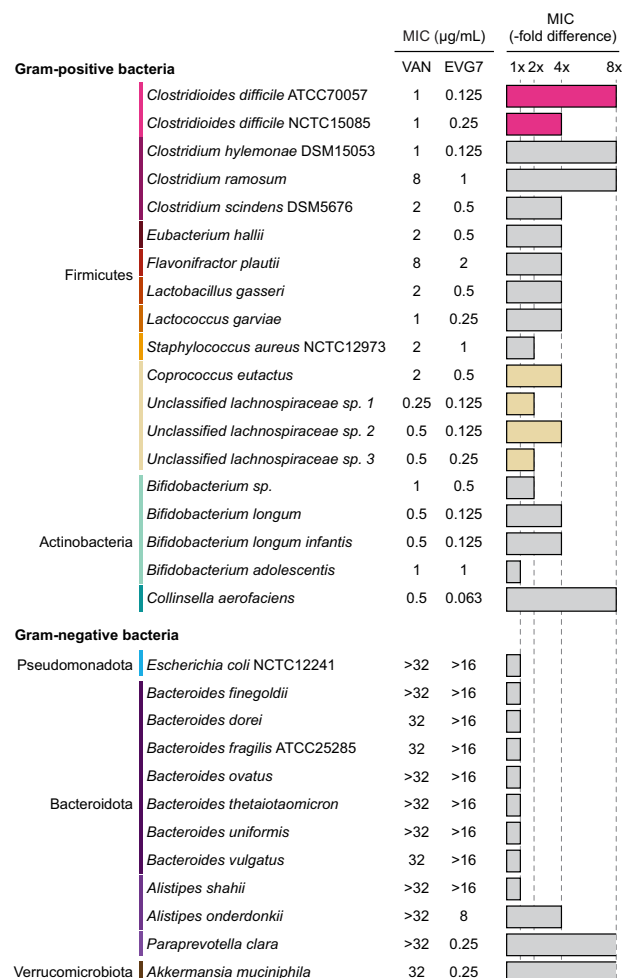 MIC (µg/mL)
MIC
(-fold difference)
Gram-positive bacteria VAN EVG7 1x 2x 4x 8x
Clostridioides difficile ATCC70057 1 0.125
Clostridioides difficile NCTC15085 1 0.25
Clostridium hylemonae DSM15053 1 0.125
Clostridium ramosum 8 1
Clostridium scindens DSM5676 2 0.5
Eubacterium hallii 2 0.5
Firmicutes
Flavonifractor plautii 8 2
Lactobacillus gasseri 2 0.5
Lactococcus garviae 1 0.25
Staphylococcus aureus NCTC12973 2 1
Coprococcus eutactus 2 0.5
Unclassified lachnospiraceae sp. 1 0.25 0.125
Unclassified lachnospiraceae sp. 2 0.5 0.125
Unclassified lachnospiraceae sp. 3 0.5 0.25
Bifidobacterium sp. 1 0.5
Bifidobacterium longum 0.5 0.125
Actinobacteria Bifidobacterium longum infantis 0.5 0.125
Bifidobacterium adolescentis 1 1
Collinsella aerofaciens 0.5 0.063
Gram-negative bacteria
Pseudomonadota Escherichia coli NCTC12241 >32 >16
Bacteroides finegoldii >32 >16
Bacteroides dorei 32 >16
Bacteroides fragilis ATCC25285 32 >16
Bacteroides ovatus >32 >16
Bacteroidota Bacteroides thetaiotaomicron >32 >16
Bacteroides uniformis >32 >16
Bacteroides vulgatus 32 >16
Alistipes shahii >32 >16
Alistipes onderdonkii >32 8
Paraprevotella clara >32 0.25
Verrucomicrobiota Akkermansia muciniphila 32 0.25